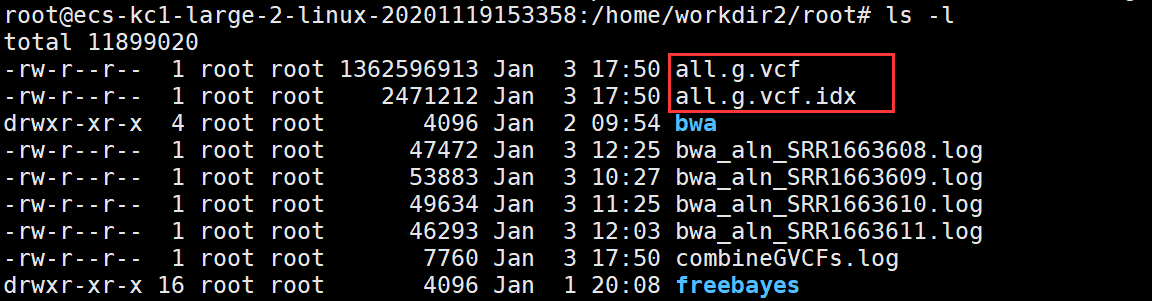 root@ecs-kc1-large-2-linux-20201119153358:/home/workdir2/root# ls -l
total 11899020
-rw-r--r--  1 root root 1362596913 Jan  3 17:50 all.g.vcf
-rw-r--r--  1 root root    2471212 Jan  3 17:50 all.g.vcf.idx
drwxr-xr-x  4 root root       4096 Jan  2 09:54 bwa
-rw-r--r--  1 root root      47472 Jan  3 12:25 bwa_aln_SRR1663608.log
-rw-r--r--  1 root root      53883 Jan  3 10:27 bwa_aln_SRR1663609.log
-rw-r--r--  1 root root      49634 Jan  3 11:25 bwa_aln_SRR1663610.log
-rw-r--r--  1 root root      46293 Jan  3 12:03 bwa_aln_SRR1663611.log
-rw-r--r--  1 root root       7760 Jan  3 17:50 combineGVCFs.log
drwxr-xr-x 16 root root       4096 Jan  1 20:08 freebayes